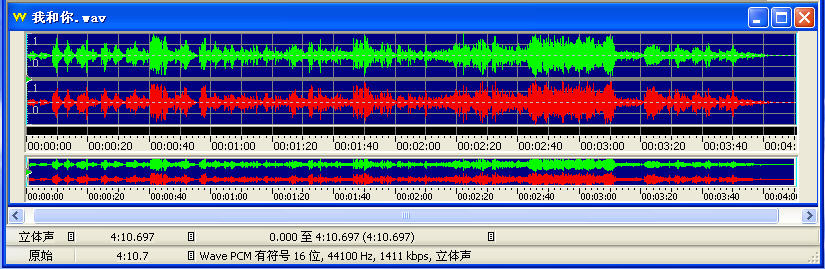 我和你.wav
1
0
1
0
00:00:00 00:00:20 00:00:40 00:01:00 00:01:20 00:01:40 00:02:00 00:02:20 00:02:40 00:03:00 00:03:20 00:03:40 00:04:
00:00:00 00:00:20 00:00:40 00:01:00 00:01:20 00:01:40 00:02:00 00:02:20 00:02:40 00:03:00 00:03:20 00:03:40 00:04:0
立体声 4:10.697 0.000 至 4:10.697 (4:10.697)
原始 4:10.7 Wave PCM 有符号 16 位, 44100 Hz, 1411 kbps, 立体声